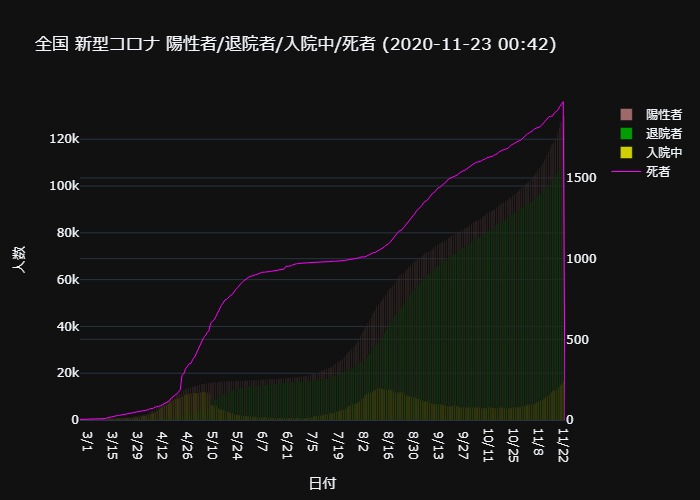 全国 新型コロナ 陽性者/退院者/入院中/死者 (2020-11-23 00:42)
陽性者
退院者
入院中
死者
人数
120k
100k
80k
60k
40k
20k
0
1500
1000
500
0
3/1
3/15
3/29
4/12
4/26
5/10
5/24
6/7
6/21
7/5
7/19
8/2
8/16
8/30
9/13
9/27
10/11
10/25
11/8
11/22
日付